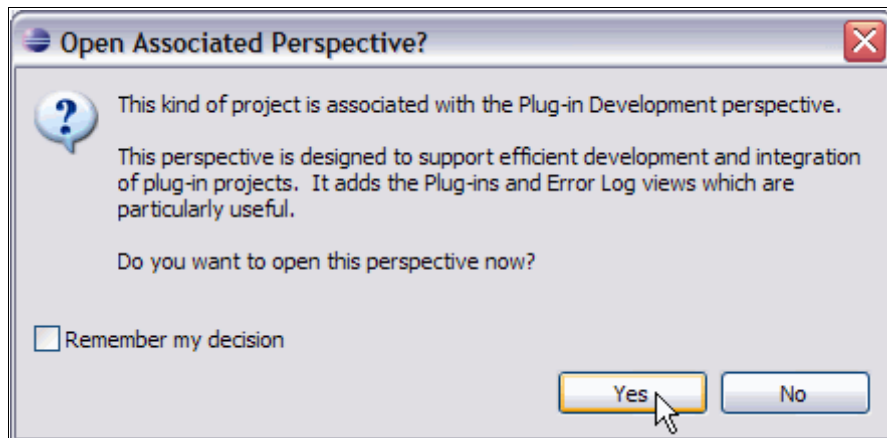 Open Associated Perspective?
This kind of project is associated with the Plug-in Development perspective.
This perspective is designed to support efficient development and integration
of plug-in projects.  It adds the Plug-ins and Error Log views which are
particularly useful.
Do you want to open this perspective now?
Remember my decision
Yes
No